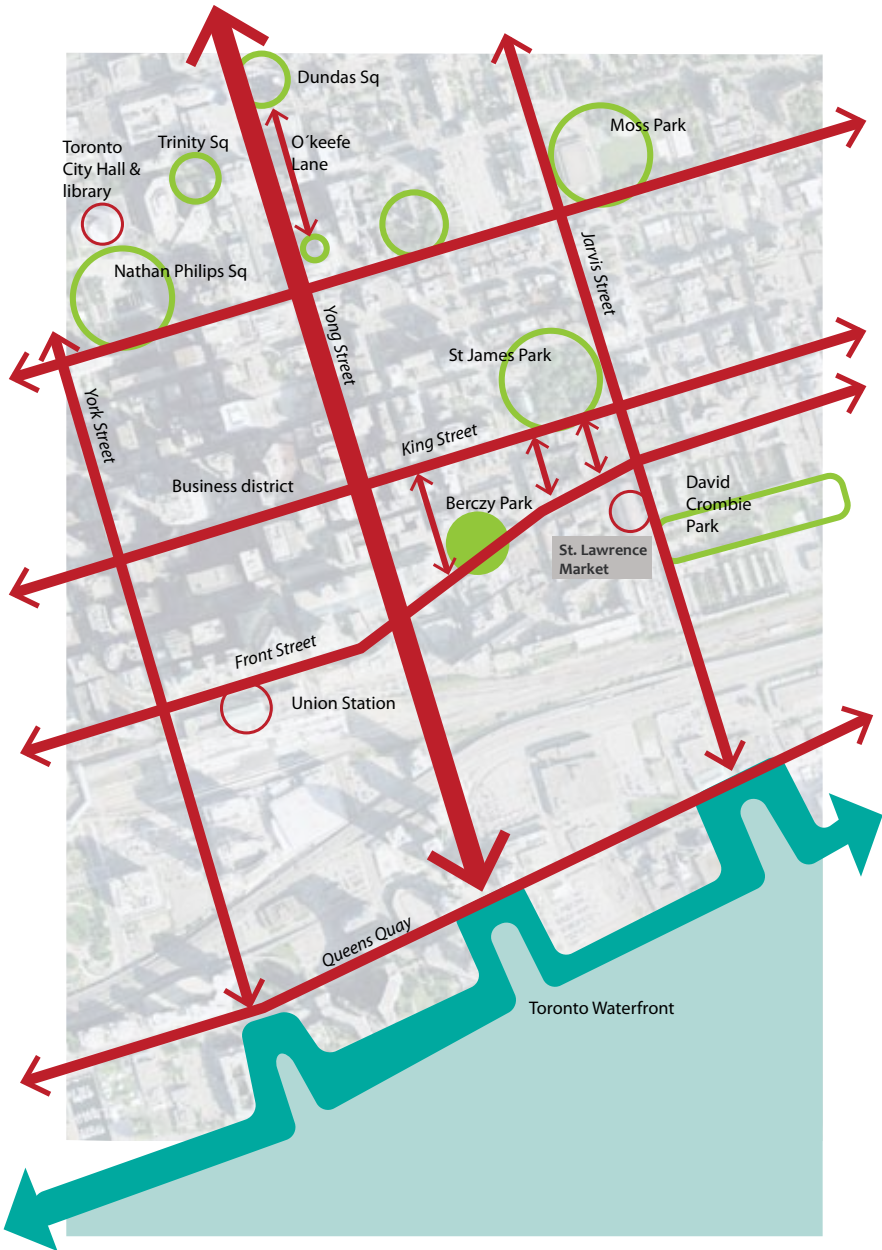 Dundas Sq
Moss Park
Trinity Sq
O´keefe
Lane
Toronto
City Hall &
library
Jarvis Street
Nathan Philips Sq
Yong Street
St James Park
York Street
King Street
Business district
Berczy Park
David
Crombie
Park
St. Lawrence
Market
Front Street
Union Station
Queens Quay
Toronto Waterfront